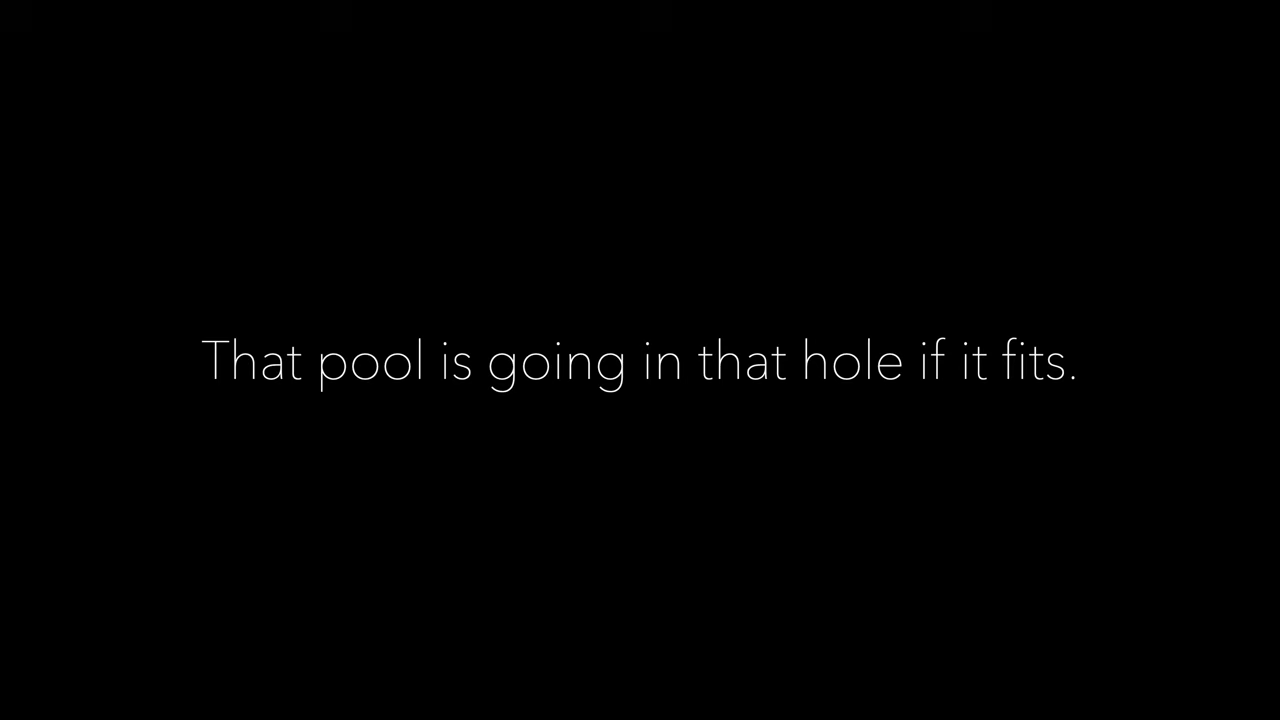 That pool is going in that hole if it fits.